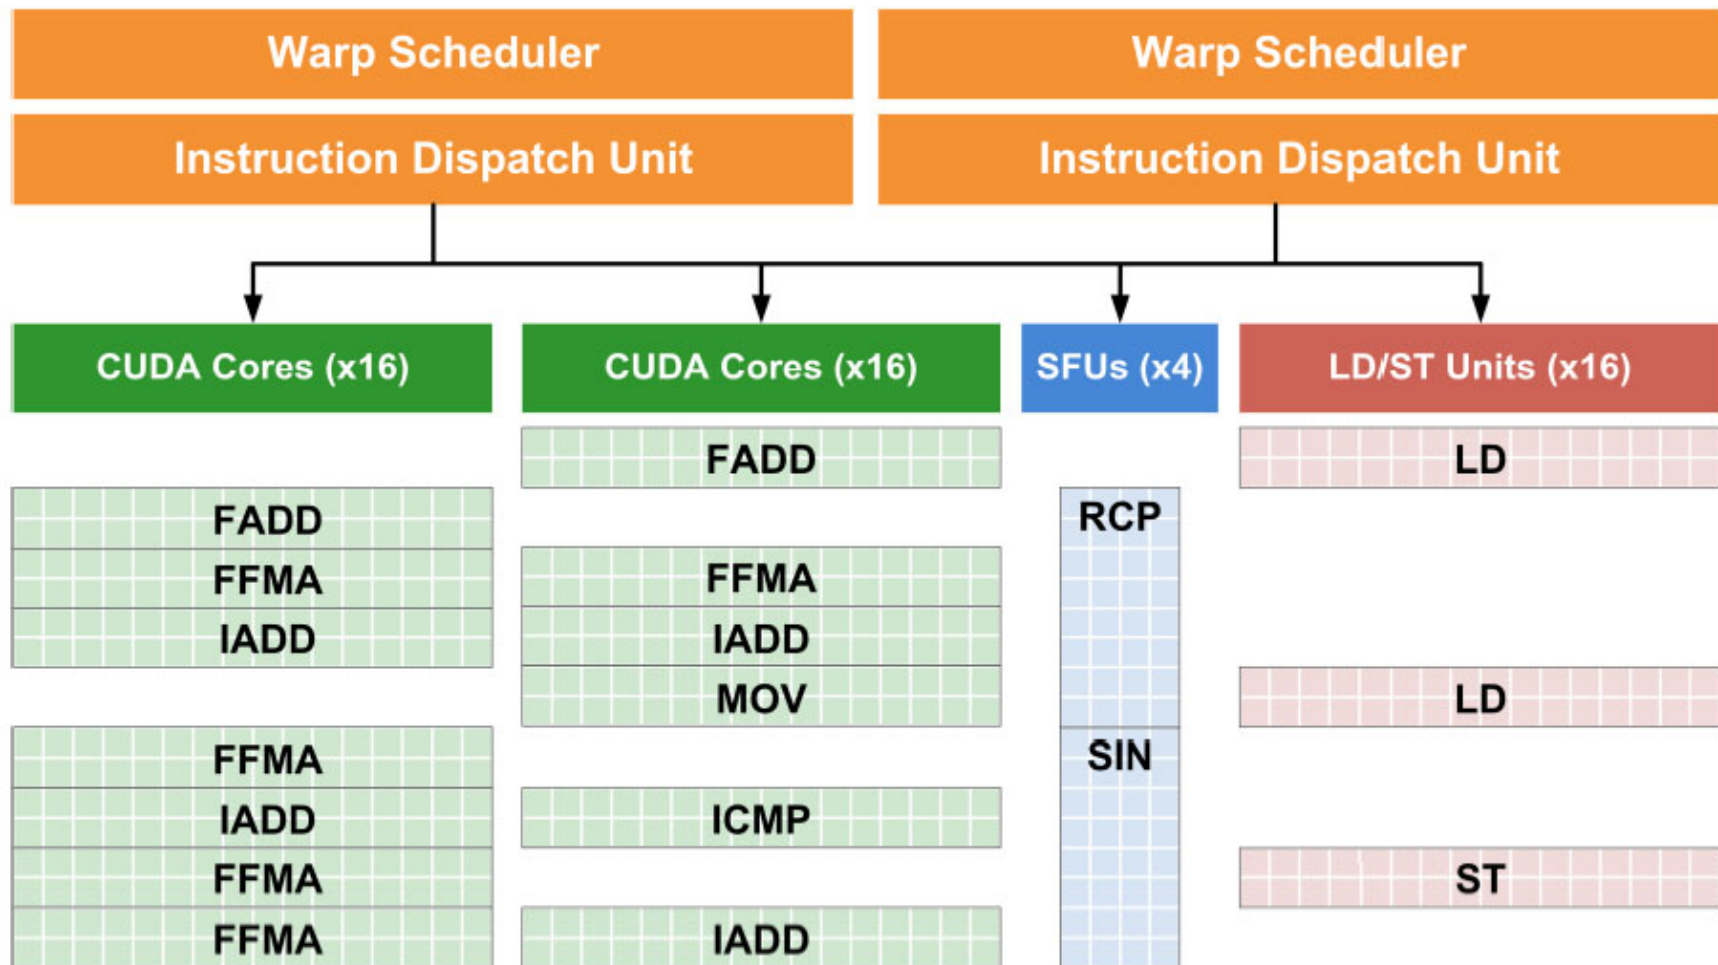 Warp Scheduler Warp Scheduler
Instruction Dispatch Unit Instruction Dispatch Unit
CUDA Cores (x16) CUDA Cores (x16) SFUs (x4) LD/ST Units (x16)
FADD LD
FADD RCP
FFMA FFMA
IADD IADD
MOV LD
FFMA SIN
IADD ICMP
FFMA ST
FFMA IADD